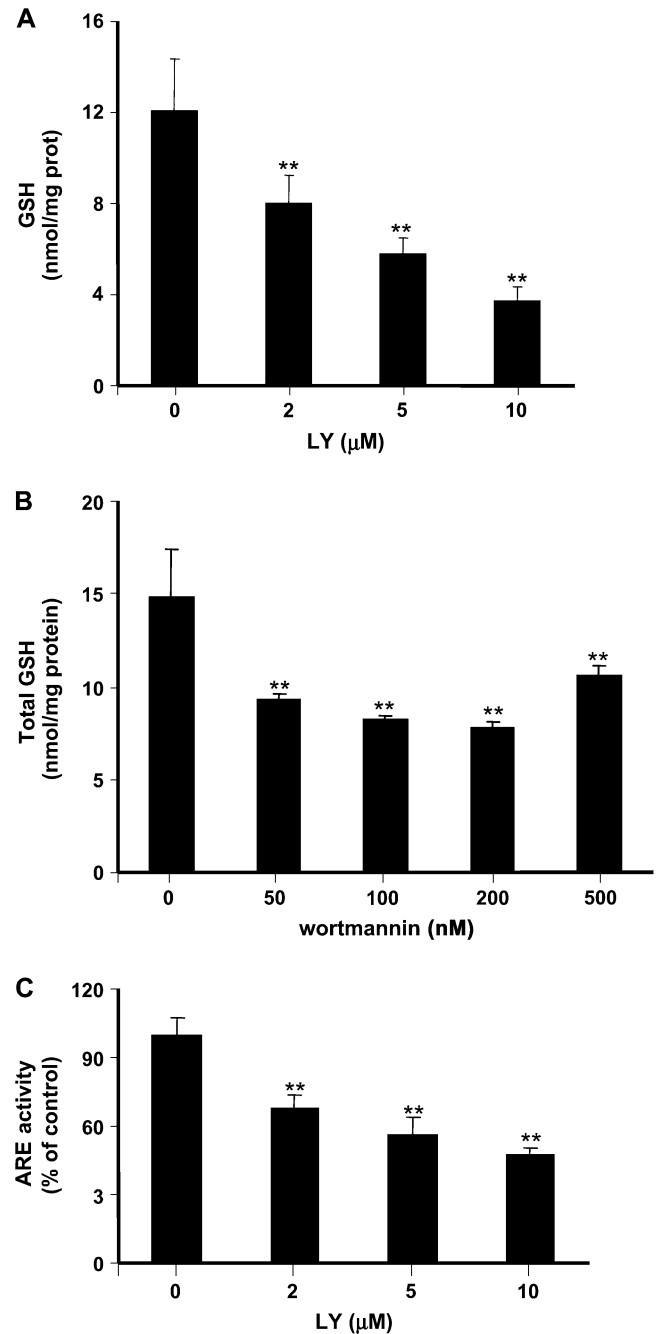 A
16
12
8
4
0
GSH
(nmol/mg prot)
**
**
**
0 2 5 10
LY (μM)
B
20
15
10
5
0
Total GSH
(nmol/mg protein)
**
**
**
**
0 50 100 200 500
wortmannin (nM)
C
120
90
60
3
0
ARE activity
(% of control)
**
**
**
0 2 5 10
LY (μM)